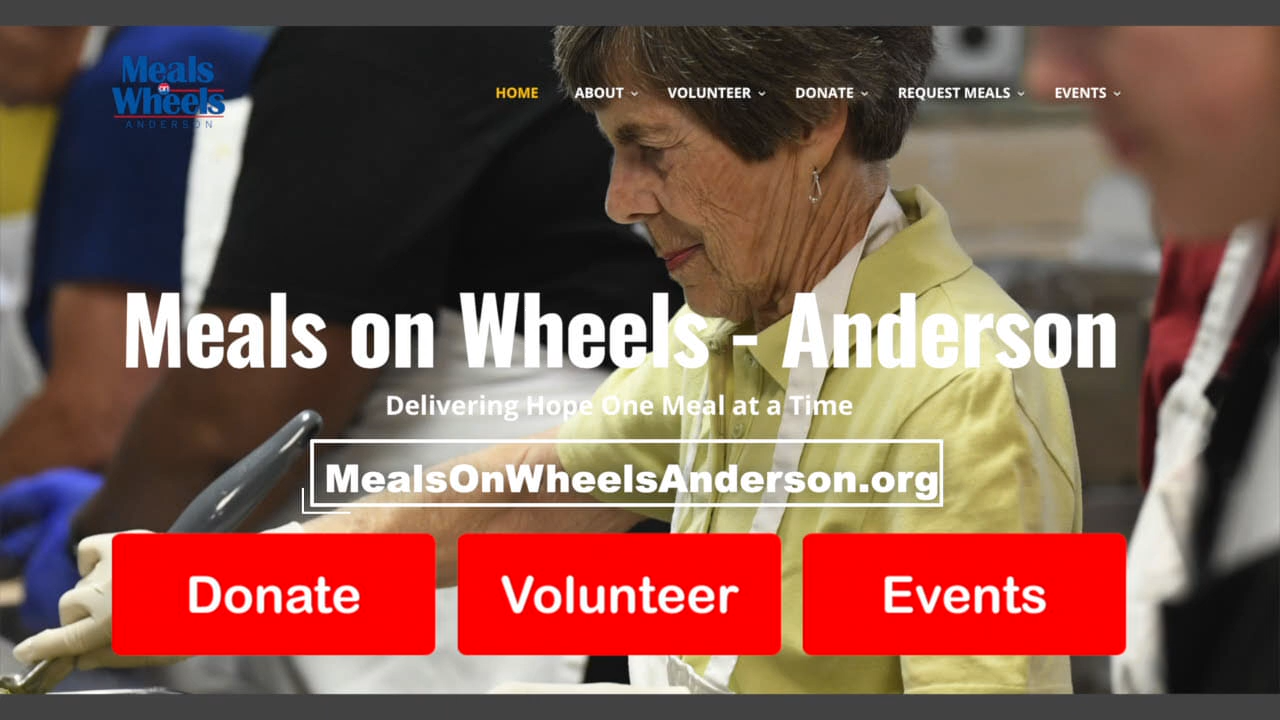 Meals
on
Wheels
ANDERSON
HOME ABOUT VOLUNTEER DONATE REQUEST MEALS EVENTS
Meals on Wheels - Anderson
Delivering Hope One Meal at a Time
MealsOnWheelsAnderson.org
Donate Volunteer Events